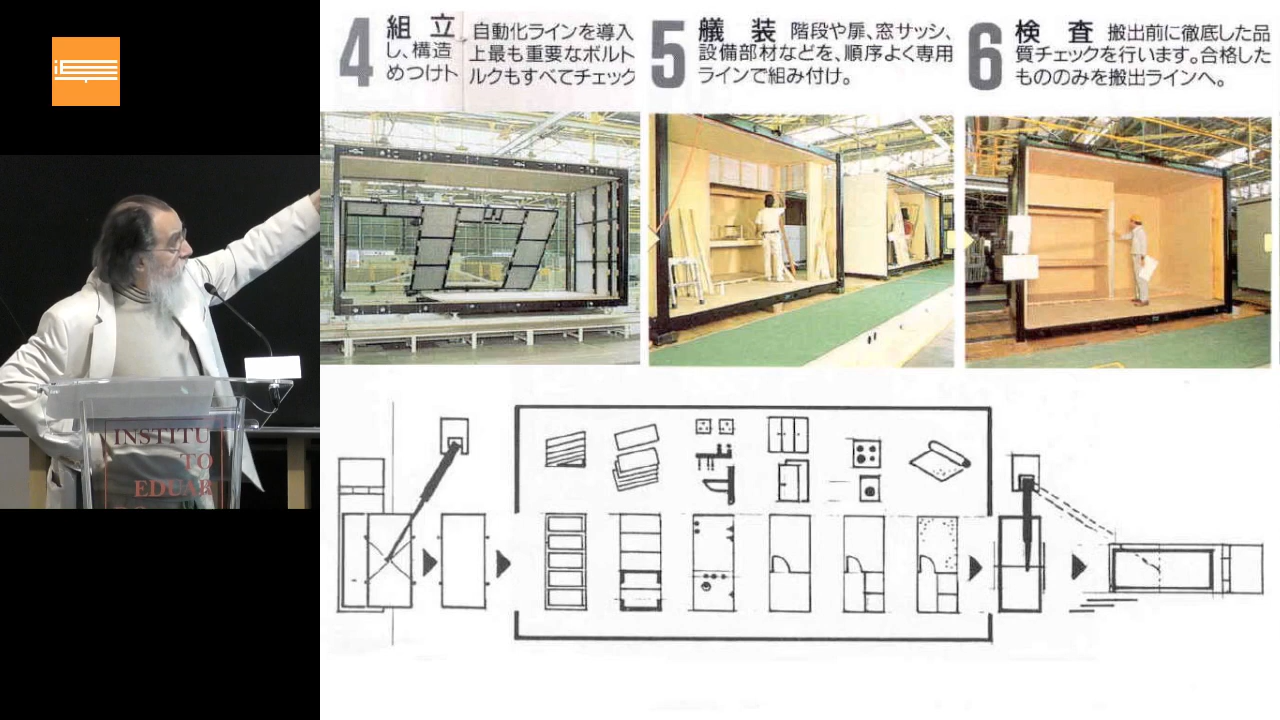 4 組立 自動化ラインを導入
し、構造 上最も重要なボルト
めつけト ルクもすべてチェック
5 艤装 階段や扉、窓サッシ、
設備部材などを、順序よく専用
ラインで組み付け。
6 検査 搬出前に徹底した品
質チェックを行います。合格した
もののみを搬出ラインへ。
INSTITU
TO
EDUAR